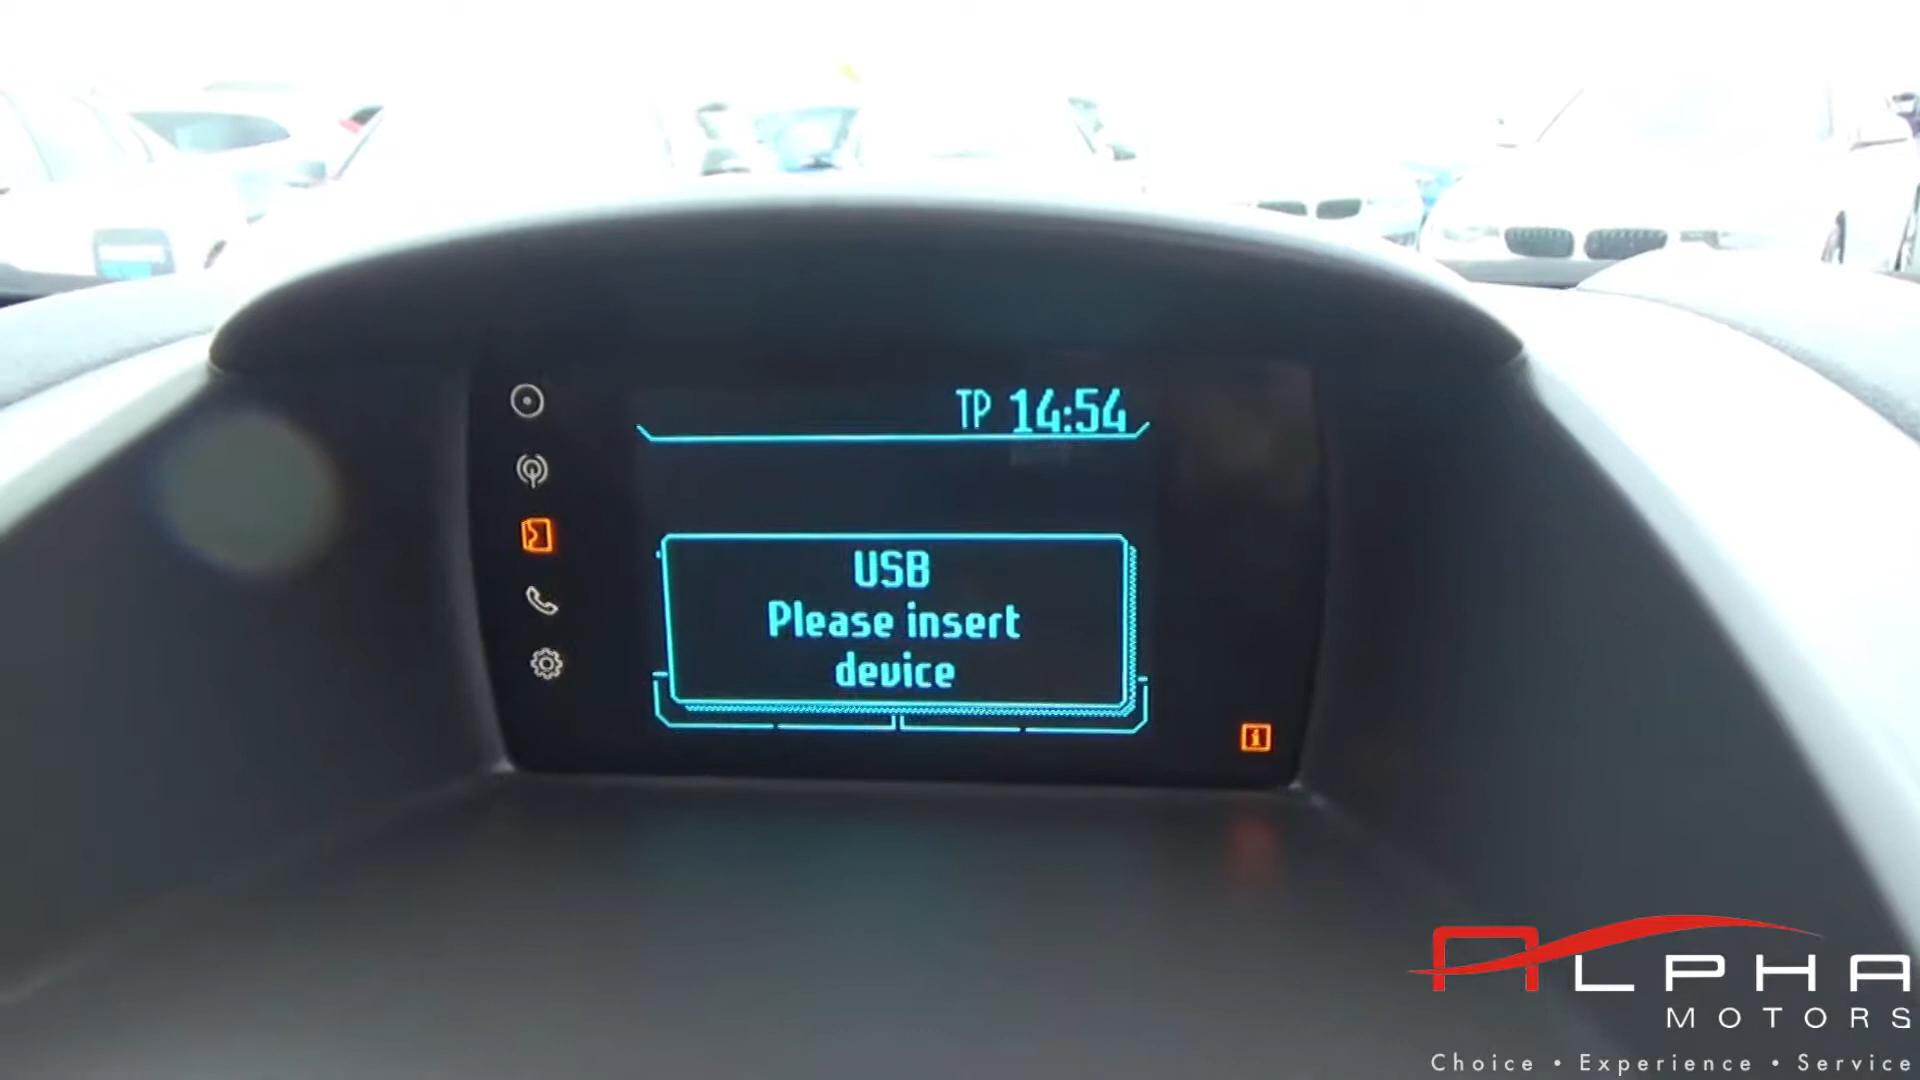 TP 14:54
USB
Please insert
device
i
ALPHA
MOTORS
Choice • Experience • Service